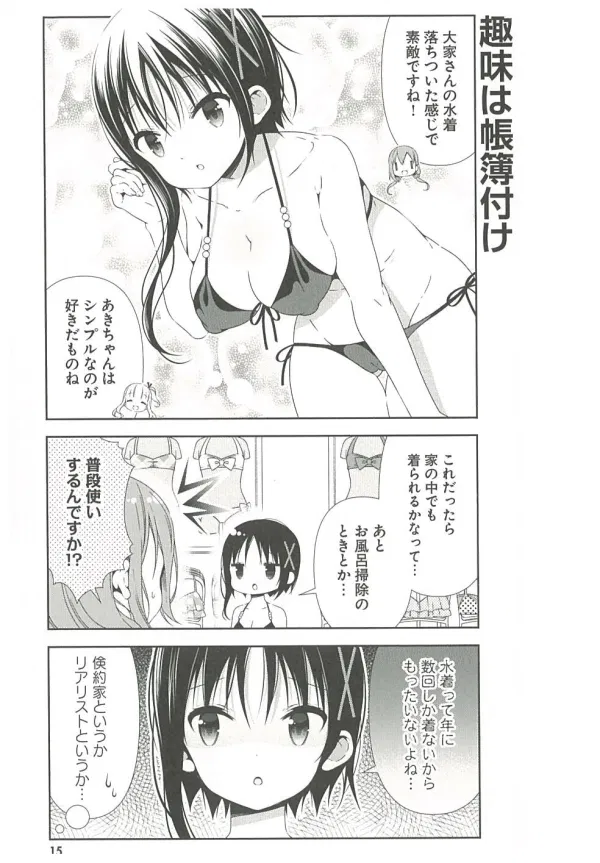 趣味は帳簿付け
大家さんの水着
落ちついた感じで
素敵ですね！
あきちゃんは
シンプルなのが
好きだものね
これだったら
家の中でも
着られるかなって…
あと
お風呂掃除の
ときとか…
普段使い
するんですか!?
水着って年に
数回しか着ないから
もったいないよね…
倹約家というか
リアリストというか…
15